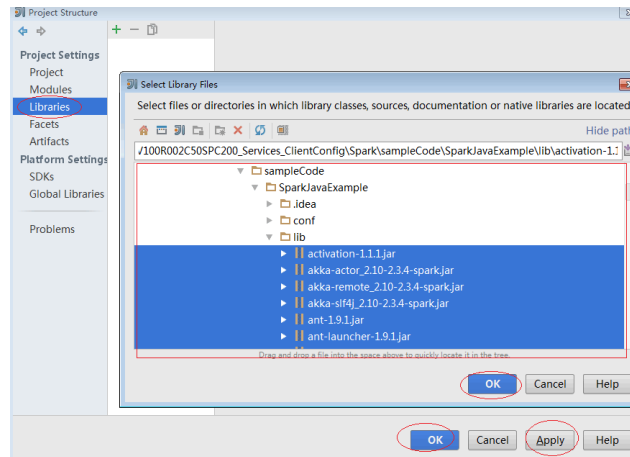 Project Structure
Project Settings
Project
Modules
Libraries
Facets
Artifacts
Platform Settings
SDKs
Global Libraries
Problems
Select Library Files
Select files or directories in which library classes, sources, documentation or native libraries are located
Hide path
V100R002C50SPC200_Services_ClientConfig\Spark\sampleCode\SparkJavaExample\lib\activation-1.1
sampleCode
SparkJavaExample
.idea
conf
lib
activation-1.1.1.jar
akka-actor_2.10-2.3.4-spark.jar
akka-remote_2.10-2.3.4-spark.jar
akka-slf4j_2.10-2.3.4-spark.jar
ant-1.9.1.jar
ant-launcher-1.9.1.jar
Drag and drop a file into the space above to quickly locate it in the tree.
OK Cancel Help
OK Cancel Apply Help